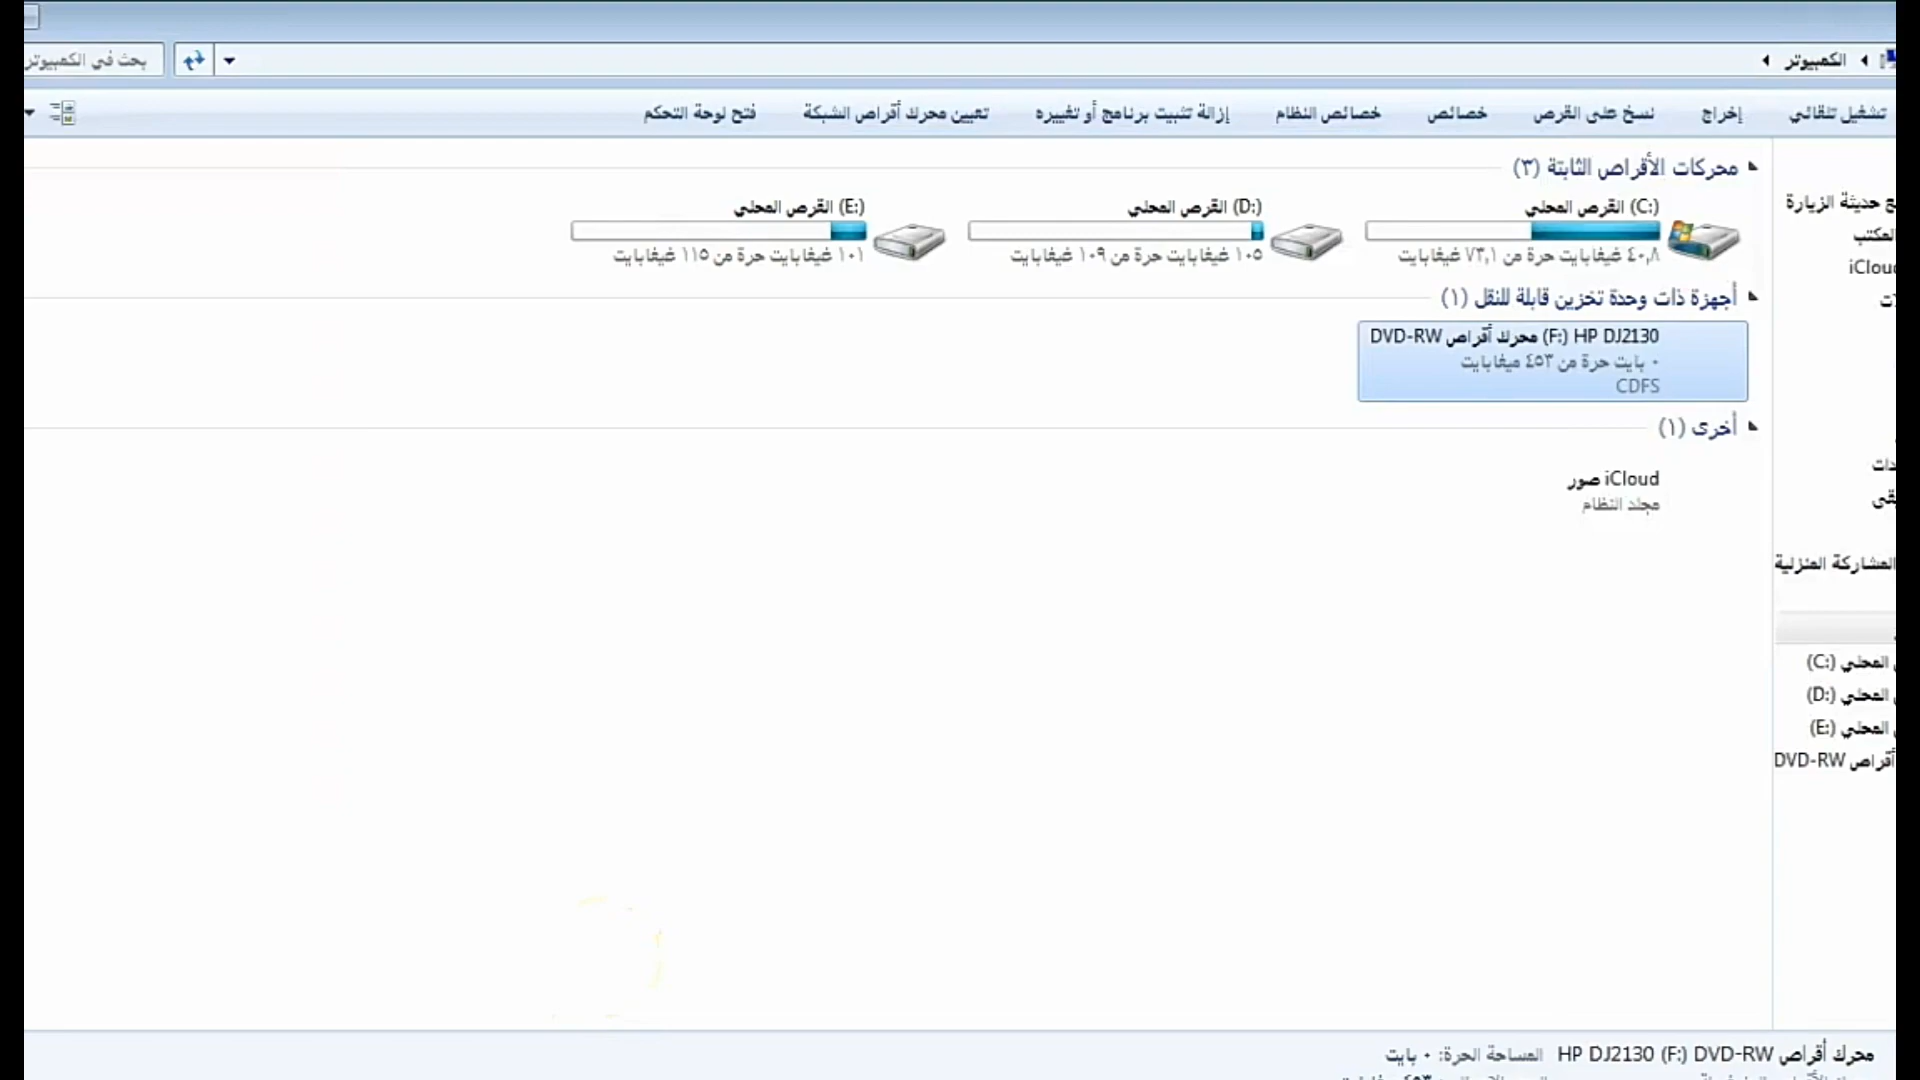 الكمبيوتر
بحث في الكمبيوتر
تشغيل تلقائي
إخراج
نسخ على القرص
خصائص
خصائص النظام
إزالة تثبيت برنامج أو تغييره
تعيين محرك أقراص الشبكة
فتح لوحة التحكم
محركات الأقراص الثابتة (٣)
القرص المحلي (C:)
٤٠,٨ غيغابايت حرة من ٧٣,١ غيغابايت
القرص المحلي (D:)
١٠٥ غيغابايت حرة من ١٠٩ غيغابايت
القرص المحلي (E:)
١٠١ غيغابايت حرة من ١١٥ غيغابايت
أجهزة ذات وحدة تخزين قابلة للنقل (١)
DVD-RW محرك أقراص (F:) HP DJ2130
٠ بايت حرة من ٤٥٣ ميغابايت
CDFS
أخرى (١)
صور iCloud
مجلد النظام
حديثة الزيارة
المكتب
iCloud
المشاركة المنزلية
المحلي (C:)
المحلي (D:)
المحلي (E:)
أقراص DVD-RW
محرك أقراص HP DJ2130 (F:) DVD-RW
المساحة الحرة: ٠ بايت